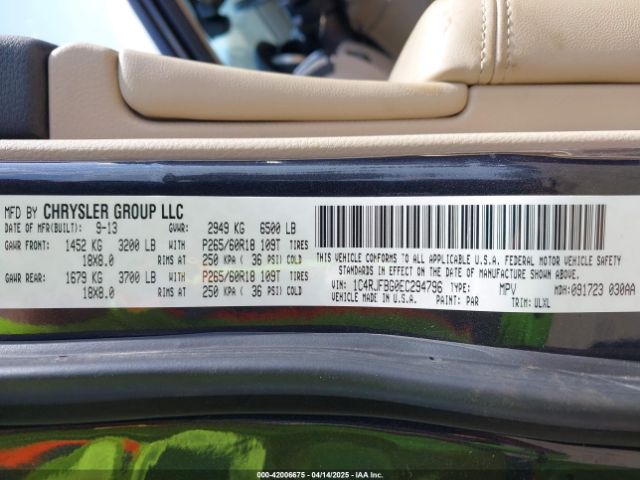 MFD BY CHRYSLER GROUP LLC
DATE OF MFR(BUILT): 9-13 GVWR: 2949 KG 6500 LB
GAWR FRONT: 1452 KG 3200 LB WITH P265/60R18 109T TIRES
18X8.0 RIMS AT 250 KPA ( 36 PSI) COLD
GAWR REAR: 1679 KG 3700 LB WITH P265/60R18 109T TIRES
18X8.0 RIMS AT 250 KPA ( 36 PSI) COLD
THIS VEHICLE CONFORMS TO ALL APPLICABLE U.S.A. FEDERAL MOTOR VEHICLE SAFETY
STANDARDS IN EFFECT ON THE DATE OF MANUFACTURE SHOWN ABOVE.
VIN: 1C4RJFBG0EC294796 TYPE: MPV MDH: 091723 030AA
VEHICLE MADE IN U.S.A. PAINT: PAR TRIM: ULXL
000-42006675 - 04/14/2025 - IAAI.COM